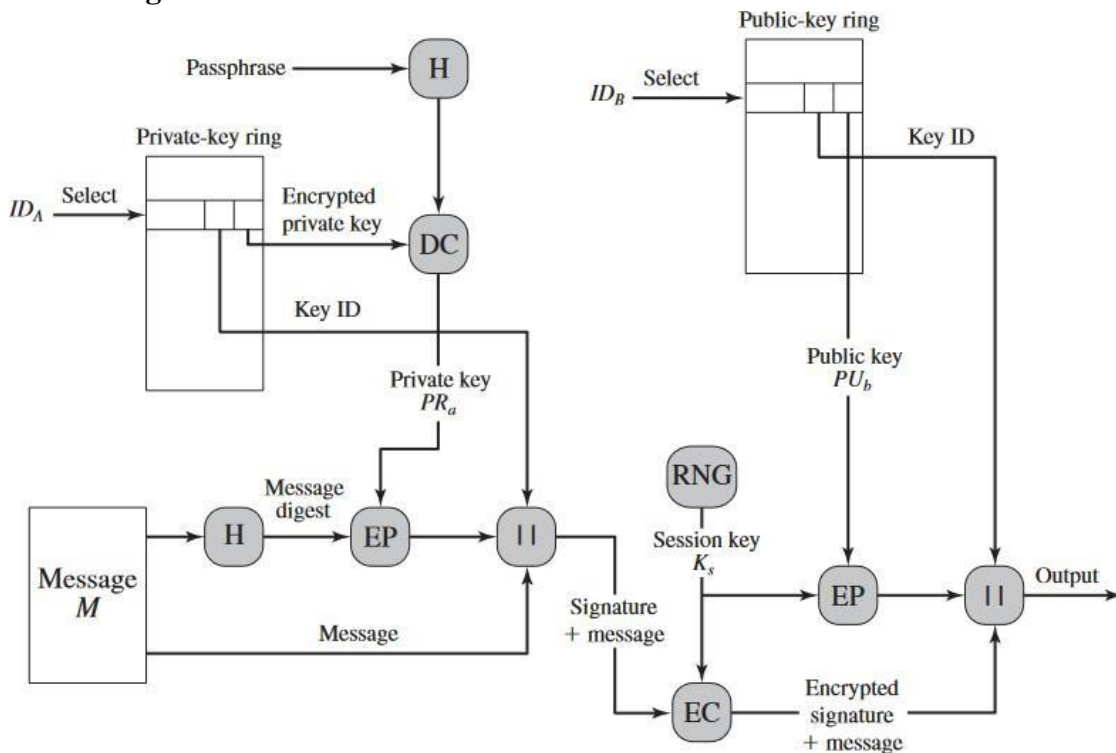 g
Public-key ring
Passphrase
H
Select
ID_B
Key ID
Private-key ring
Select
ID_A
Encrypted
private key
DC
Key ID
Private key
PR_a
Public key
PU_b
RNG
Message
digest
H
EP
||
Session key
K_s
Message
M
EP
||
Output
Message
Signature
+ message
EC
Encrypted
signature
+ message